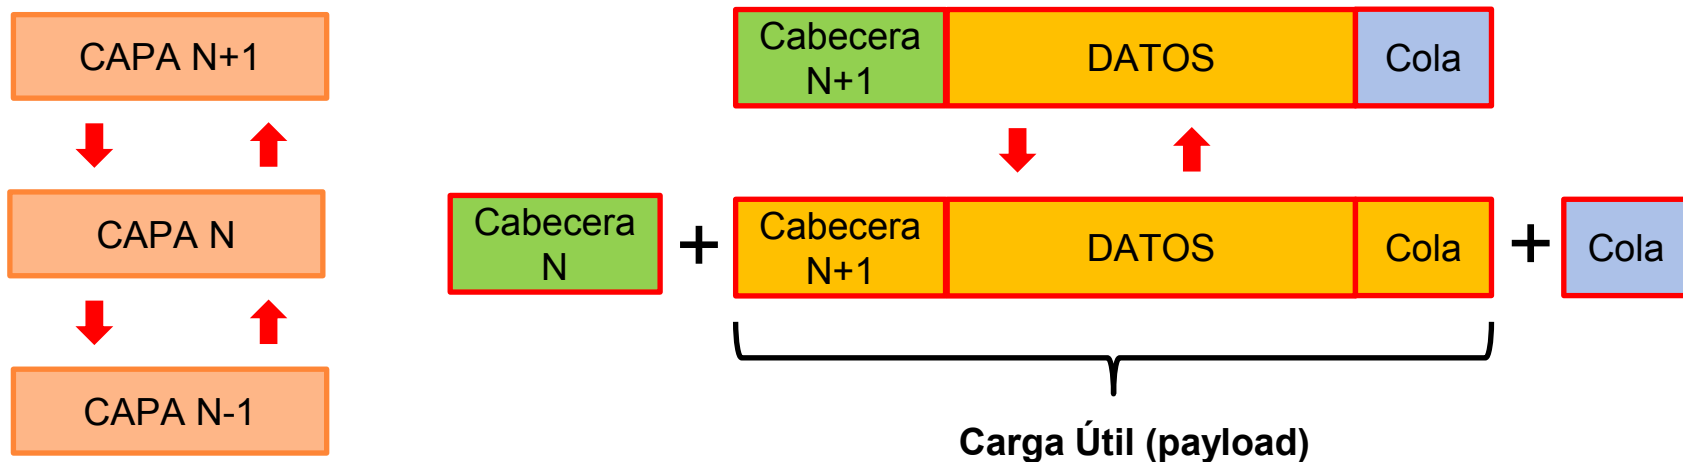 CAPA N+1
CAPA N
CAPA N-1
Cabecera
N+1
DATOS
Cola
Cabecera
N
+
Cabecera
N+1
DATOS
Cola
+
Cola
Carga Útil (payload)